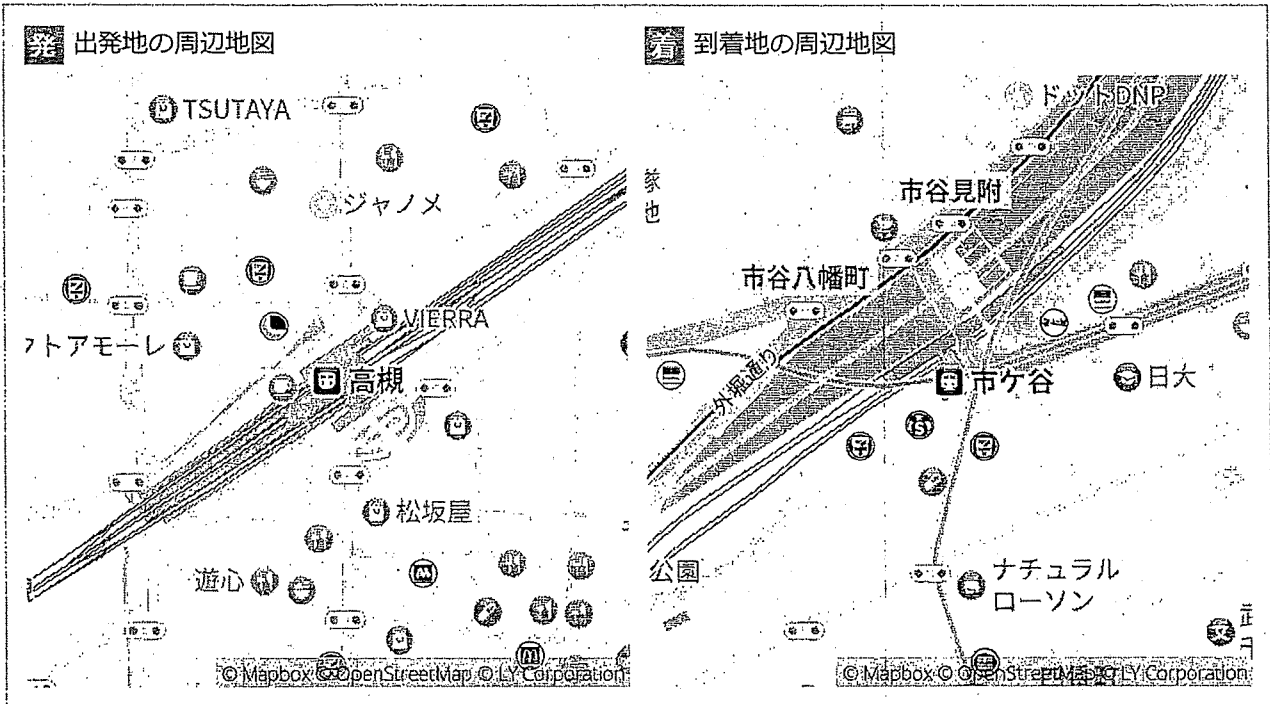 発 出発地の周辺地図
TSUTAYA
ジャノメ
VIERRA
クトアモーレ
高槻
松坂屋
遊心
© Mapbox © OpenStreetMap © LY Corporation
着 到着地の周辺地図
ドットDNP
市谷見附
市谷八幡町
外堀通り
市ケ谷
日大
公園
ナチュラル
ローソン
© Mapbox © OpenStreetMap © LY Corporation